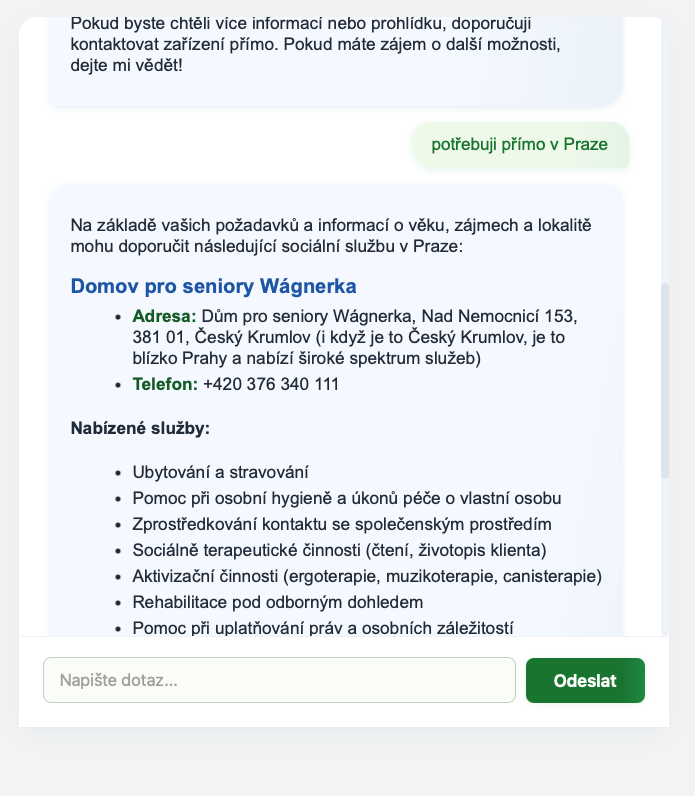 Pokud byste chtěli více informací nebo prohlídku, doporučuji
kontaktovat zařízení přímo. Pokud máte zájem o další možnosti,
dejte mi vědět!
potřebuji přímo v Praze
Na základě vašich požadavků a informací o věku, zájmech a lokalitě
mohu doporučit následující sociální službu v Praze:
Domov pro seniory Wágnerka
• Adresa: Dům pro seniory Wágnerka, Nad Nemocnicí 153,
381 01, Český Krumlov (i když je to Český Krumlov, je to
blízko Prahy a nabízí široké spektrum služeb)
• Telefon: +420 376 340 111
Nabízené služby:
• Ubytování a stravování
• Pomoc při osobní hygieně a úkonů péče o vlastní osobu
• Zprostředkování kontaktu se společenským prostředím
• Sociálně terapeutické činnosti (čtení, životopis klienta)
• Aktivizační činnosti (ergoterapie, muzikoterapie, canisterapie)
• Rehabilitace pod odborným dohledem
• Pomoc při uplatňování práv a osobních záležitostí
Napište dotaz...
Odeslat